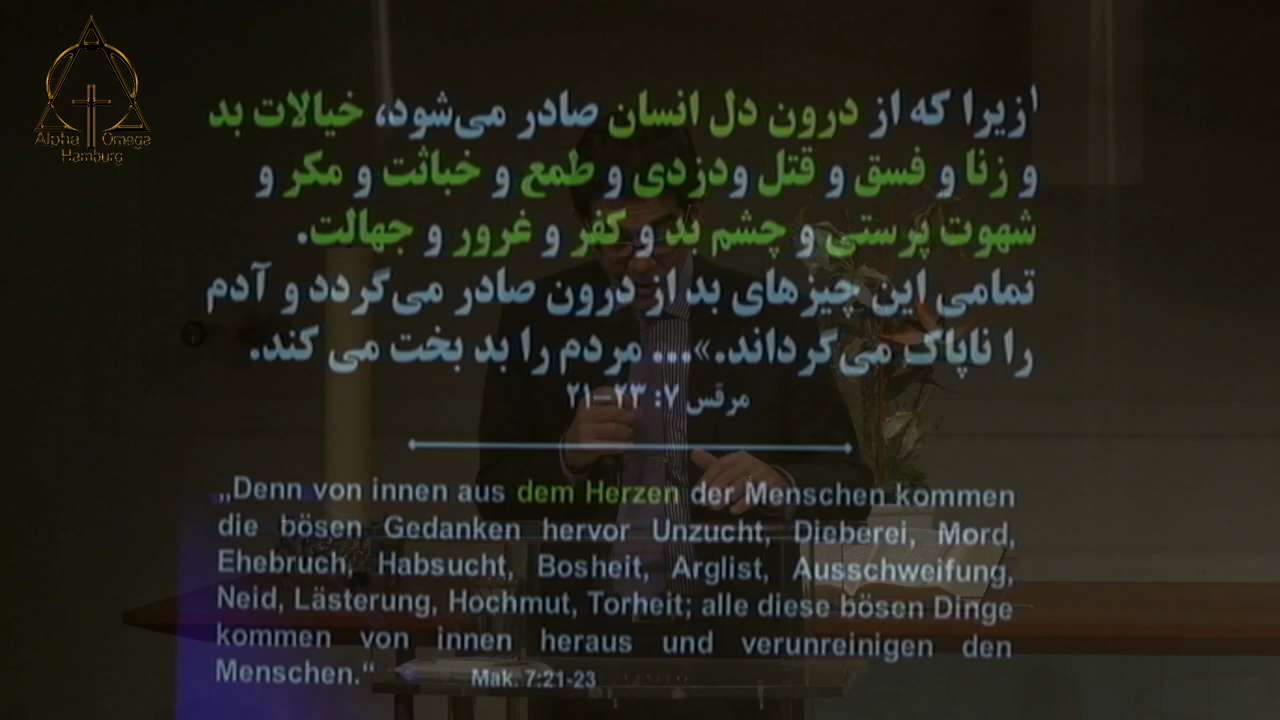 Alpha Omega
Hamburg
ازیرا که از درون دل انسان صادر می‌شود، خیالات بد
و زنا و فسق و قتل ودزدی و طمع و خباثت و مکر و
شهوت پرستی و چشم بد و کفر و غرور و جهالت.
تمامی این چیزهای بد از درون صادر می‌گردد و آدم
را ناپاک می‌گرداند.»... مردم را بد بخت می کند.
مرقس ۷: ۲۳–۲۱
„Denn von innen aus dem Herzen der Menschen kommen
die bösen Gedanken hervor Unzucht, Dieberei, Mord,
Ehebruch, Habsucht, Bosheit, Arglist, Ausschweifung,
Neid, Lästerung, Hochmut, Torheit; alle diese bösen Dinge
kommen von innen heraus und verunreinigen den
Menschen.“ Mak. 7:21-23